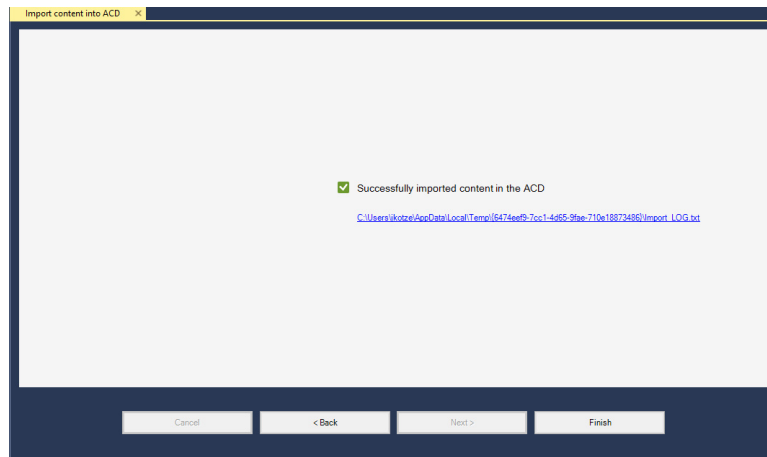 Import content into ACD ×
Successfully imported content in the ACD
C:\Users\ikotze\AppData\Local\Temp\{6474eef9-7cc1-4d65-9fae-710e18873486}\Import_LOG.txt
Cancel
< Back
Next >
Finish